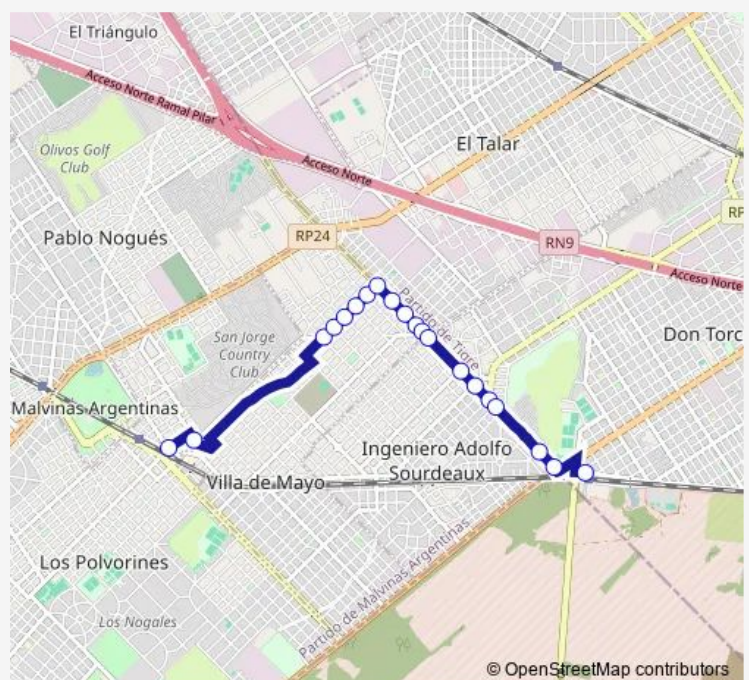 El Triángulo
Acceso Norte Ramal Pilar
Olivos Golf
Club
El Talar
Acceso Norte
RP
Pablo Nogués
RP24
RN9
Acceso Norte
Partido de Tigre
San Jorge
Country
Club
Don Torc
Malvinas Argentinas
Ingeniero Adolfo
Sourdeaux
Villa de Mayo
Los Polvorines
Partido de Malvinas Argentinas
Los Nogales
© OpenStreetMap contributors